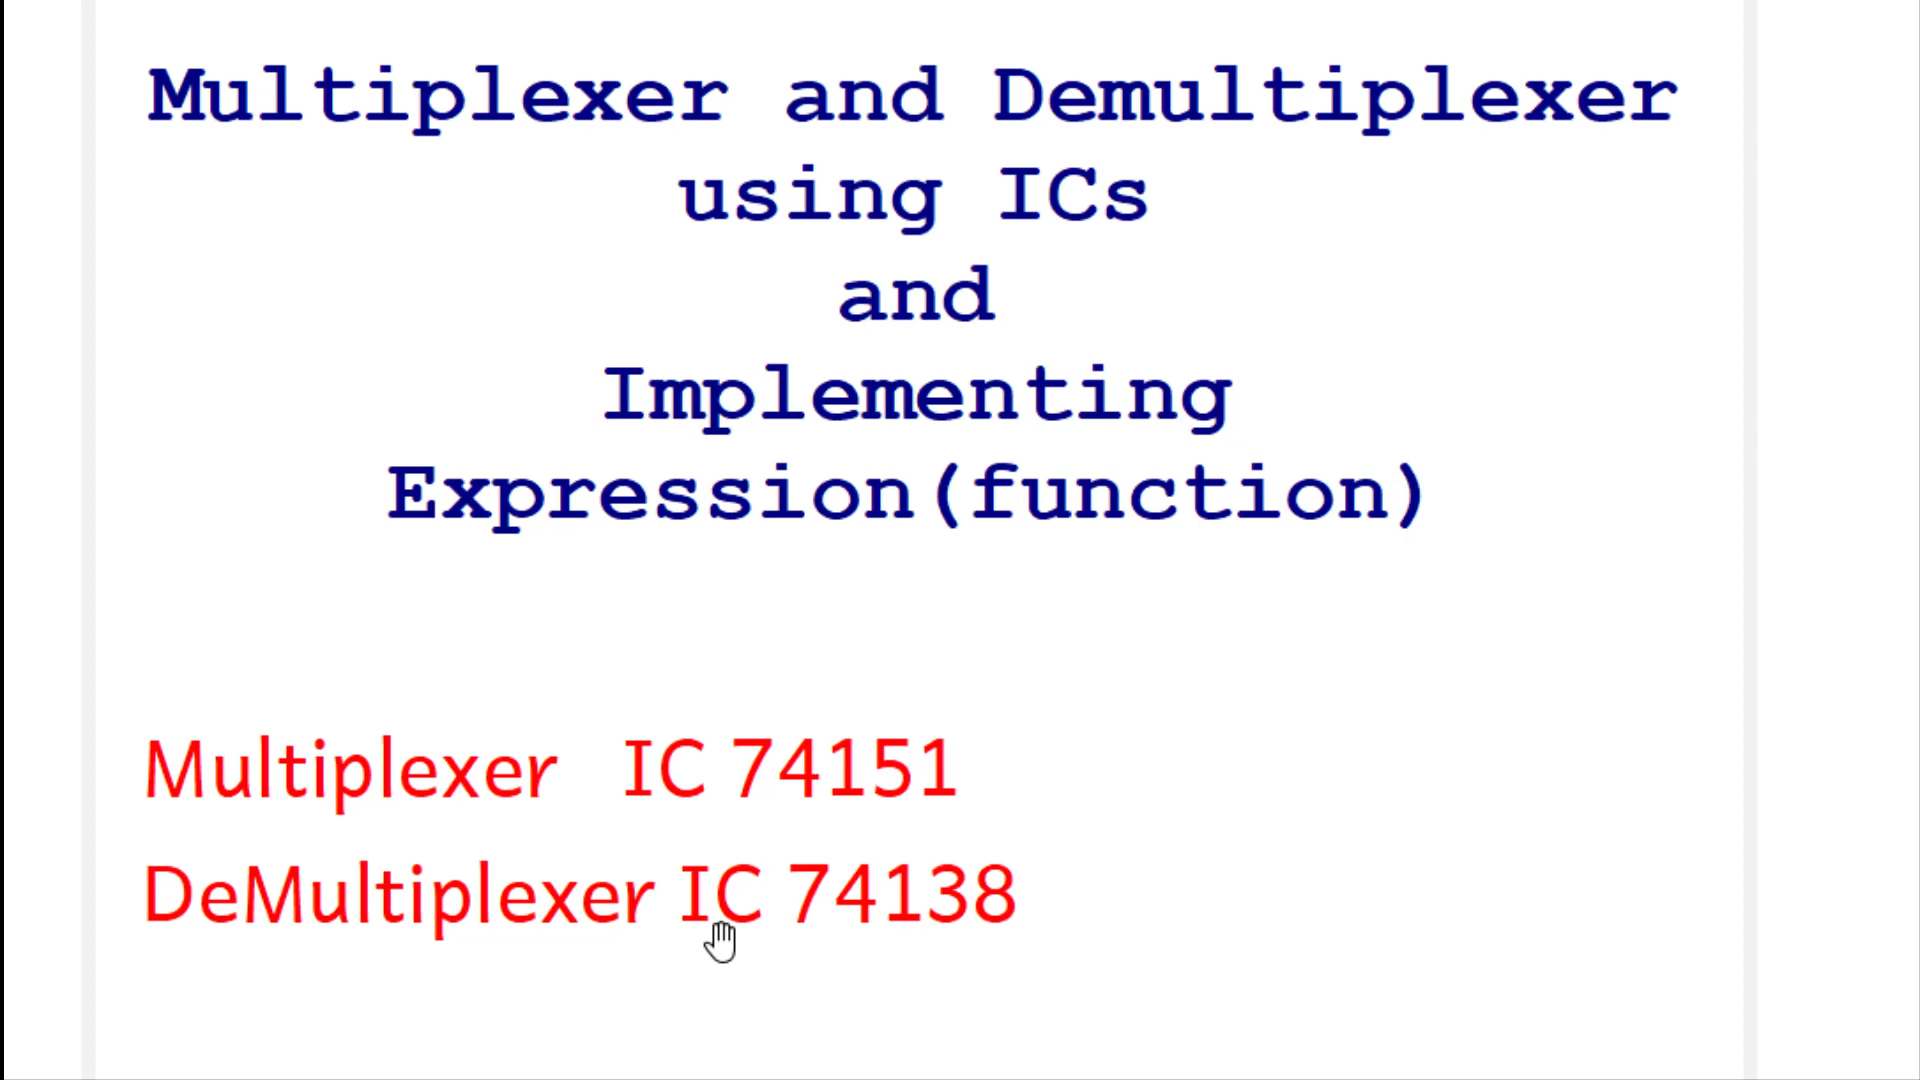 Multiplexer and Demultiplexer
using ICs
and
Implementing
Expression(function)
Multiplexer IC 74151
DeMultiplexer IC 74138